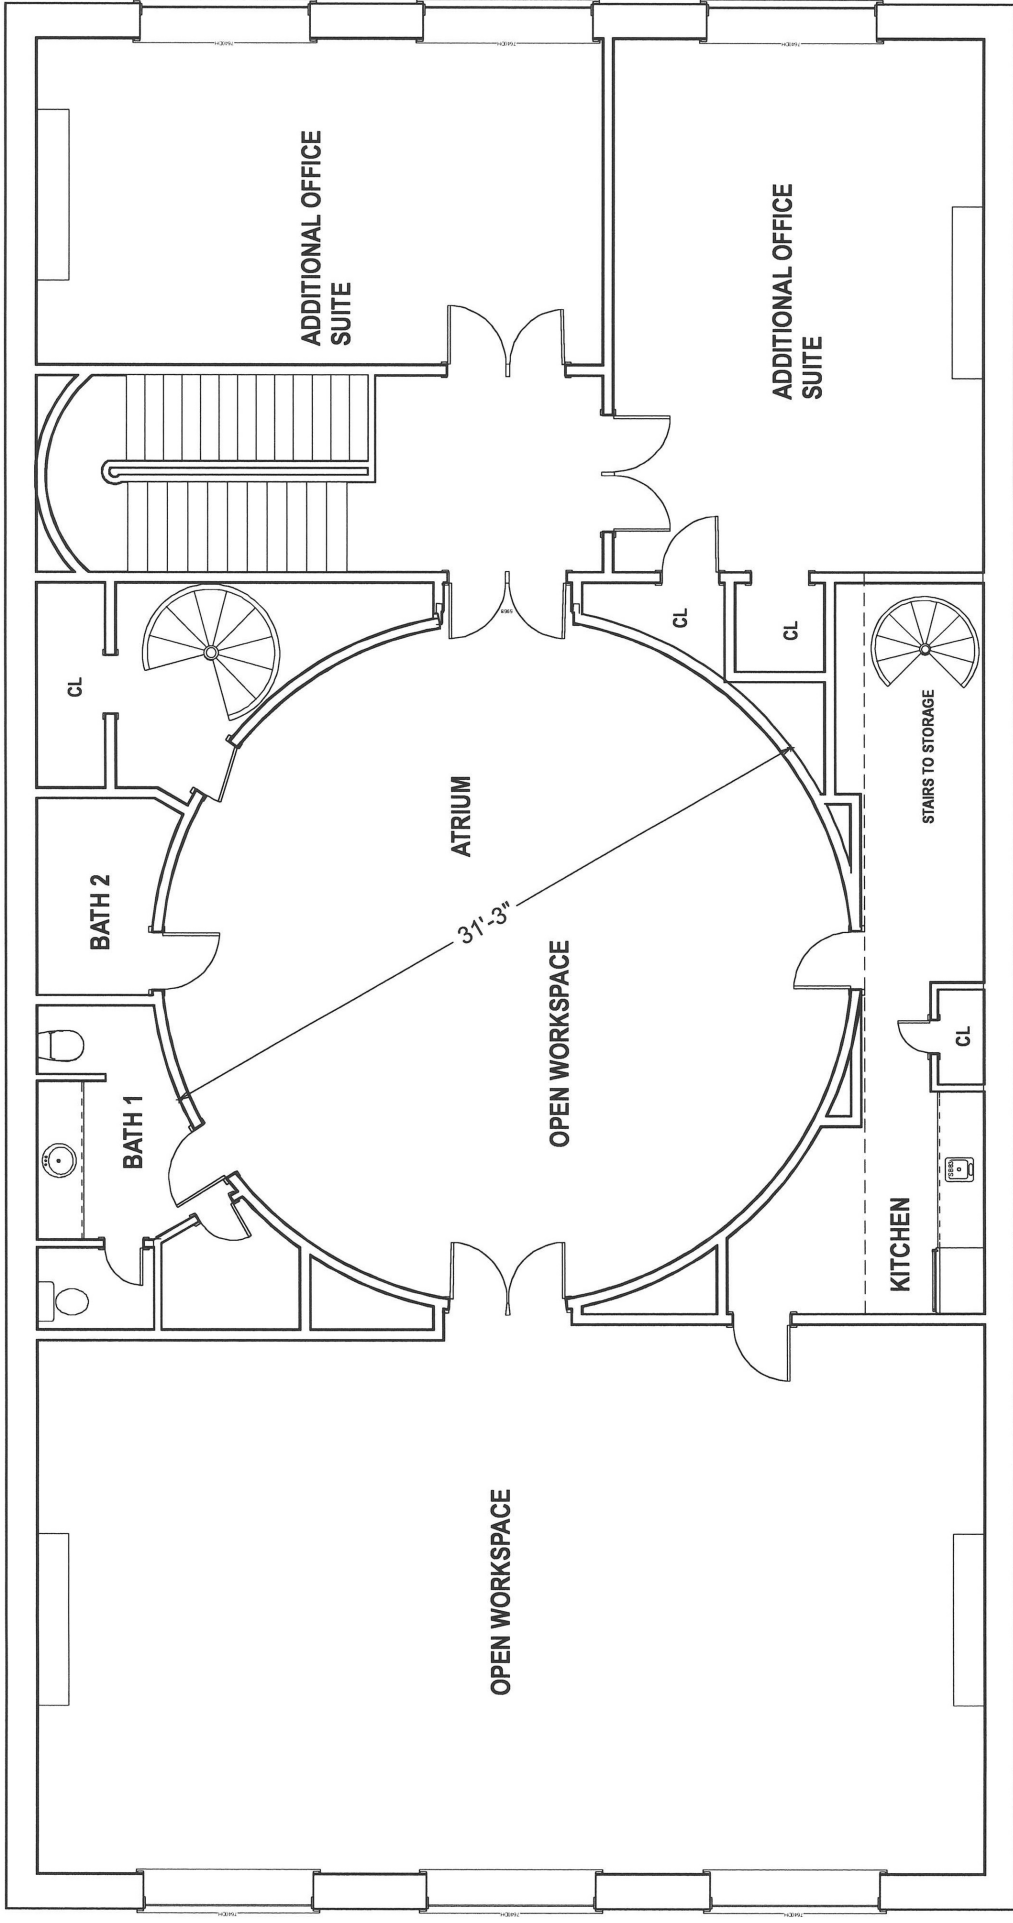 ADDITIONAL OFFICE
SUITE
ADDITIONAL OFFICE
SUITE
CL
CL
CL
STAIRS TO STORAGE
ATRIUM
31'-3"
BATH 2
OPEN WORKSPACE
BATH 1
CL
KITCHEN
OPEN WORKSPACE